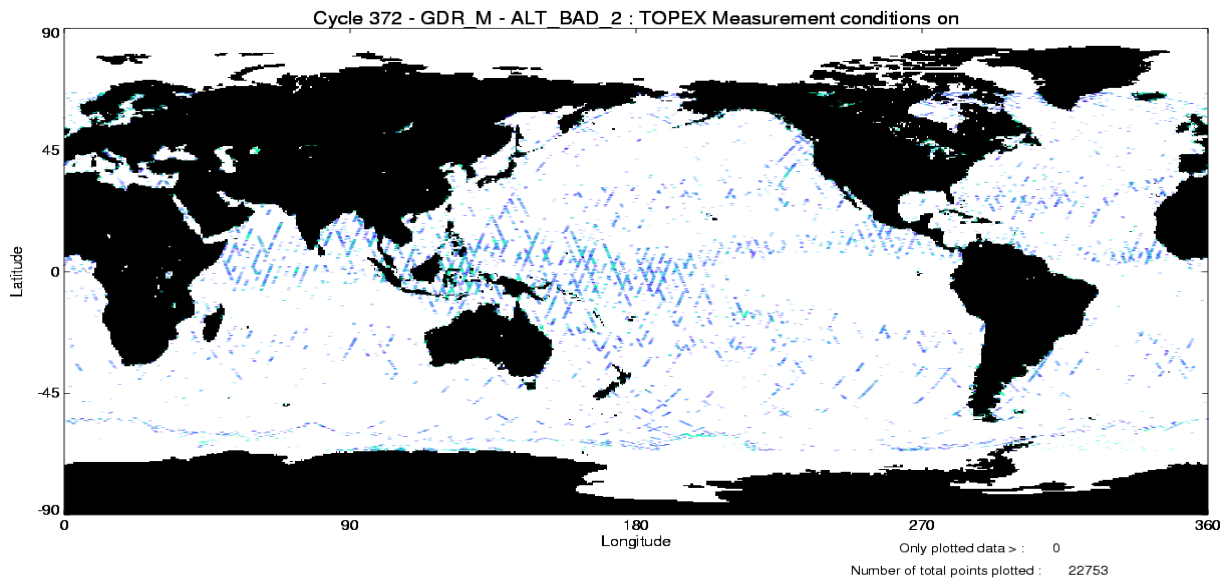 Cycle 372 - GDR_M - ALT_BAD_2 : TOPEX Measurement conditions on
90
45
0
-45
-90
Latitude
0 90 180 270 360
Longitude
Only plotted data > : 0
Number of total points plotted : 22753